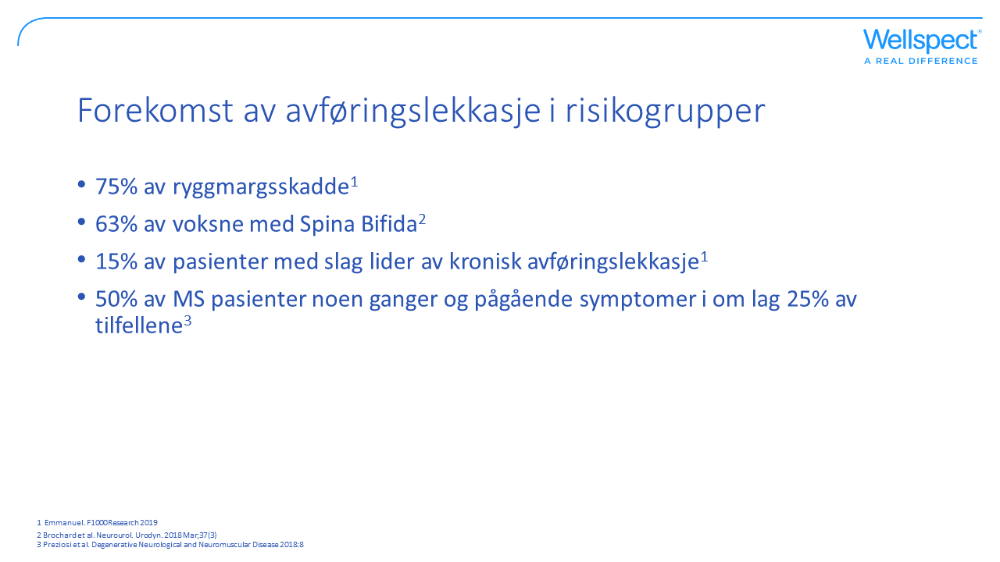 Wellspect®
A REAL DIFFERENCE
Forekomst av avføringslekkasje i risikogrupper
• 75% av ryggmargsskadde1
• 63% av voksne med Spina Bifida2
• 15% av pasienter med slag lider av kronisk avføringslekkasje1
• 50% av MS pasienter noen ganger og pågående symptomer i om lag 25% av
tilfellene3
1 Emmanuel. F1000Research 2019
2 Brochard et al. Neurourol. Urodyn. 2018 Mar;37(3)
3 Preziosi et al. Degenerative Neurological and Neuromuscular Disease 2018:8